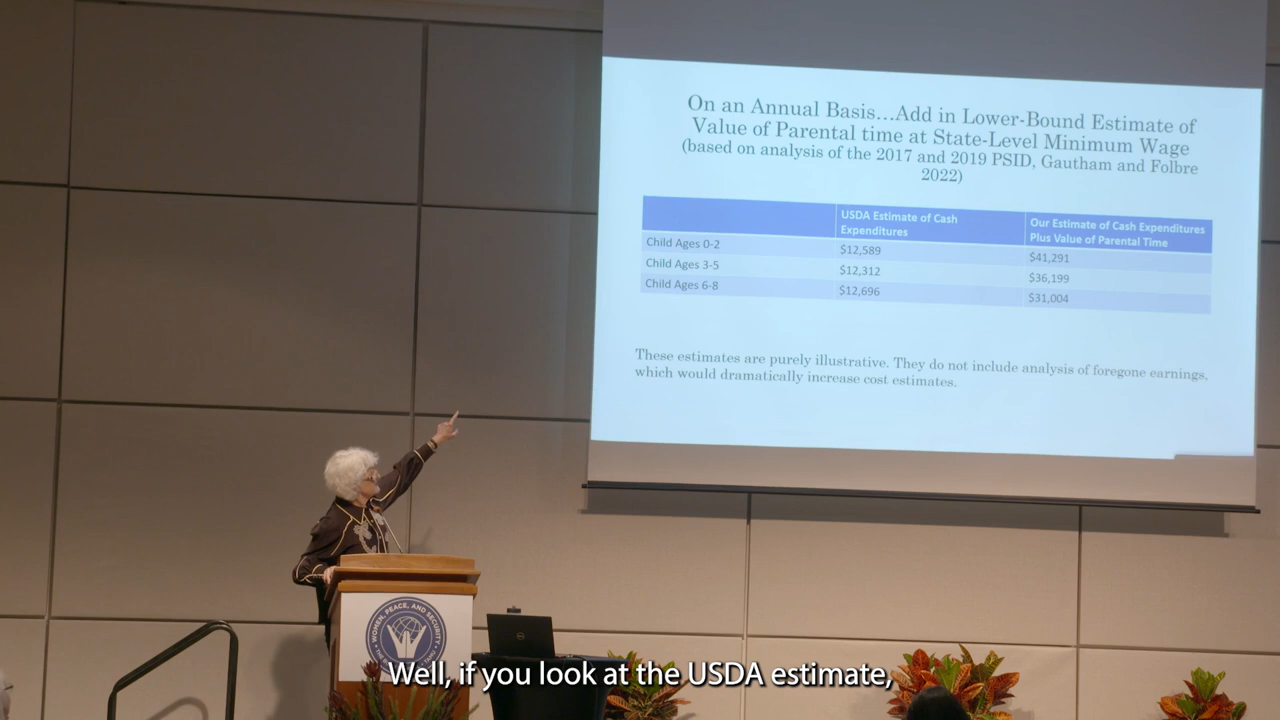 On an Annual Basis…Add in Lower-Bound Estimate of
Value of Parental time at State-Level Minimum Wage
(based on analysis of the 2017 and 2019 PSID, Gautham and Folbre
2022)
USDA Estimate of Cash
Expenditures
Our Estimate of Cash Expenditures
Plus Value of Parental Time
Child Ages 0-2 $12,589 $41,291
Child Ages 3-5 $12,312 $36,199
Child Ages 6-8 $12,696 $31,004
These estimates are purely illustrative. They do not include analysis of foregone earnings,
which would dramatically increase cost estimates.
WOMEN, PEACE, AND SECURITY
DELL
Well, if you look at the USDA estimate,